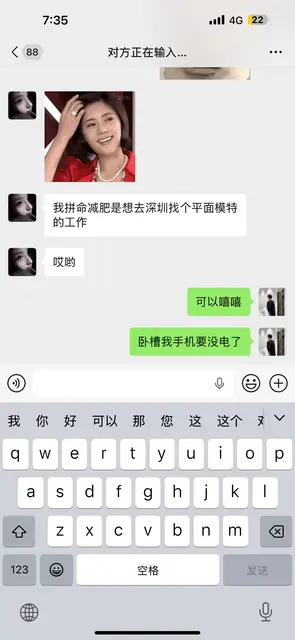 7:35
4G
22
88
对方正在输入...
我拼命减肥是想去深圳找个平面模特
的工作
哎哟
可以嘻嘻
卧槽我手机要没电了
我 你 好 可以 那 您 这 这个
q w e r t y u i o p
a s d f g h j k l
z x c v b n m
123 空格 发送